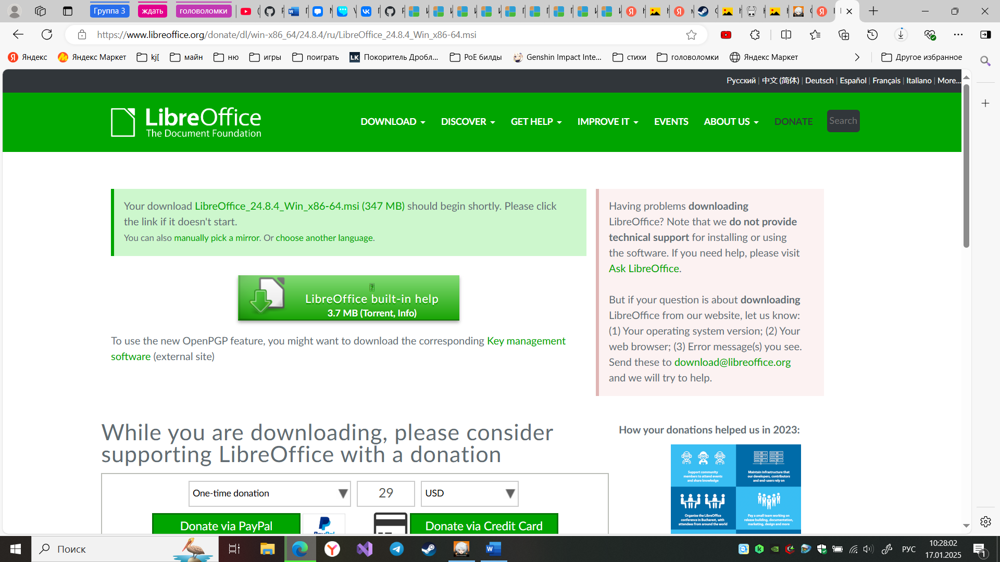 Группа 3
ждать
головоломки
https://www.libreoffice.org/donate/dl/win-x86_64/24.8.4/ru/LibreOffice_24.8.4_Win_x86-64.msi
Яндекс
Яндекс Маркет
kj[
майн
ню
игры
поиграть
LK Покоритель Дробл...
PoE билды
Genshin Impact Inte...
стихи
головоломки
Яндекс Маркет
Другое избранное
Русский | 中文 (简体) | Deutsch | Español | Français | Italiano | More...
LibreOffice
The Document Foundation
DOWNLOAD
DISCOVER
GET HELP
IMPROVE IT
EVENTS
ABOUT US
DONATE
Search
Your download LibreOffice_24.8.4_Win_x86-64.msi (347 MB) should begin shortly. Please click
the link if it doesn't start.
You can also manually pick a mirror. Or choose another language.
LibreOffice built-in help
3.7 MB (Torrent, Info)
To use the new OpenPGP feature, you might want to download the corresponding Key management
software (external site)
Having problems downloading
LibreOffice? Note that we do not provide
technical support for installing or using
the software. If you need help, please visit
Ask LibreOffice.
But if your question is about downloading
LibreOffice from our website, let us know:
(1) Your operating system version; (2) Your
web browser; (3) Error message(s) you see.
Send these to download@libreoffice.org
and we will try to help.
While you are downloading, please consider
supporting LibreOffice with a donation
One-time donation
29
USD
Donate via PayPal
Donate via Credit Card
How your donations helped us in 2023:
Support community
members to attend events
and share knowledge
Maintain infrastructure that
our developers, contributors
and end-users rely on
Organise the LibreOffice
conference in Bucharest, with
attendees from around the world
Pay a small team working on
release building, documentation,
marketing, design and more
Поиск
РУС
10:28:02
17.01.2025
1